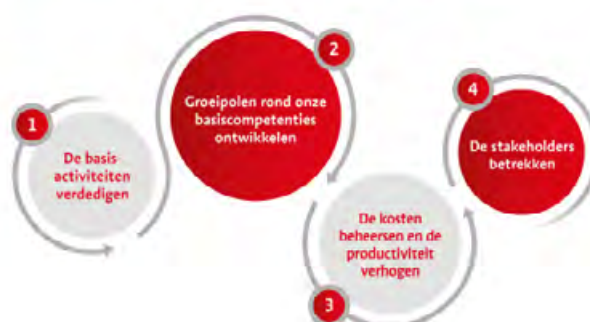 1
De basis
activiteiten
verdedigen
2
Groeipolen rond onze
basiscompetenties
ontwikkelen
3
De kosten
beheersen en de
productiviteit
verhogen
4
De stakeholders
betrekken